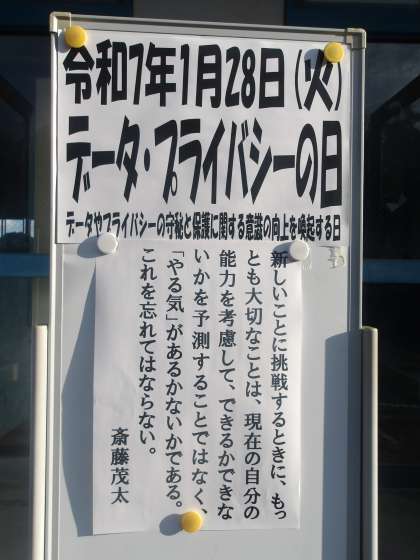 令和7年1月28日(火)
データ・プライバシーの日
データやプライバシーの守秘と保護に関する意識の向上を喚起する日
新しいことに挑戦するときに、もっ
とも大切なことは、現在の自分の
能力を考慮して、できるかできな
いかを予測することではなく、
「やる気」があるかないかである。
これを忘れてはならない。
斎藤茂太